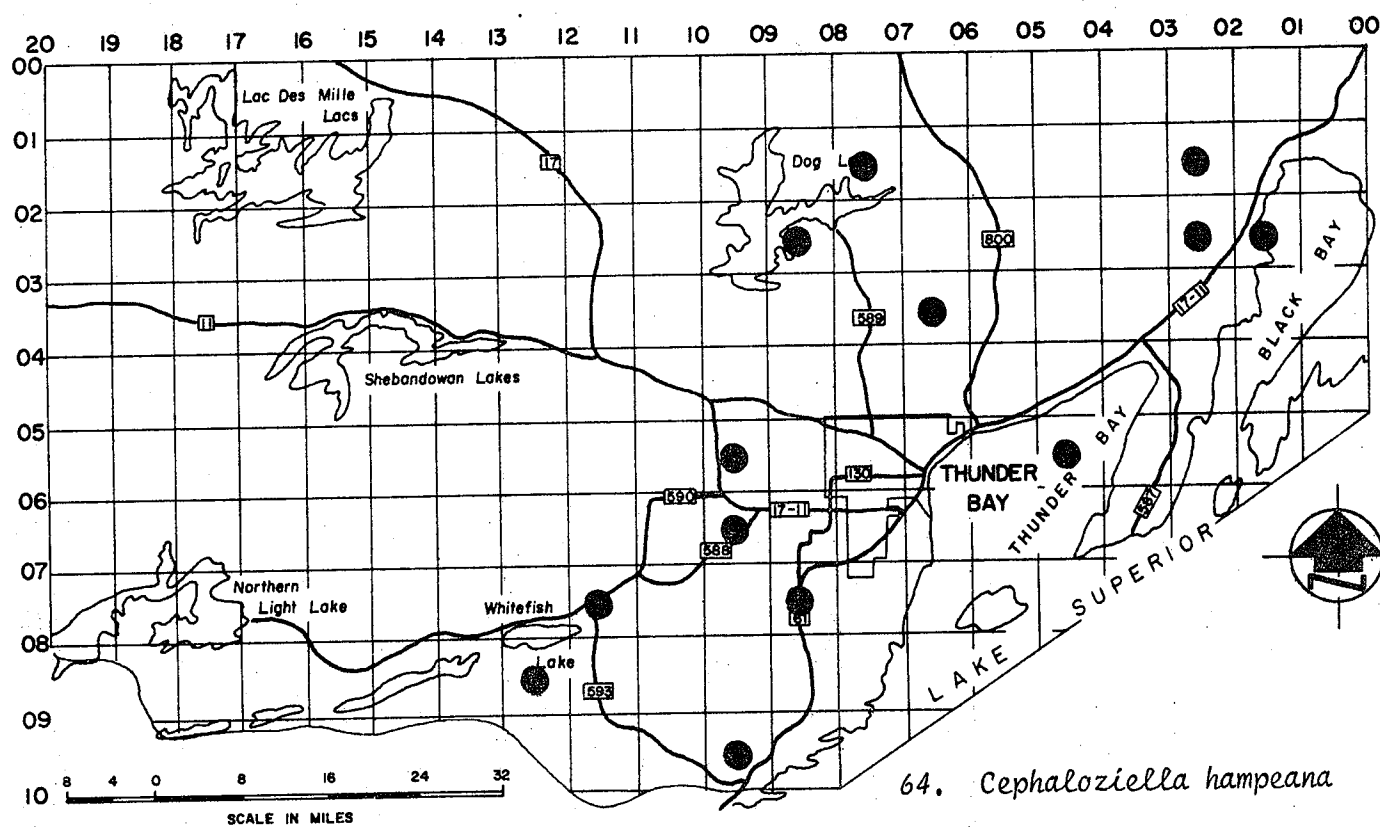 20 19 18 17 16 15 14 13 12 11 10 09 08 07 06 05 04 03 02 01 00
00
01
02
03
04
05
06
07
08
09
10
Lac Des Mille
Lacs
17
Dog L
800
17-11
BLACK BAY
11
589
Shebandowan Lakes
THUNDER BAY
130
THUNDER
BAY
590
17-11
587
588
Northern
Light Lake
Whitefish
Lake
61
593
LAKE SUPERIOR
N
8 4 0 8 16 24 32
SCALE IN MILES
64. Cephaloziella hampeana